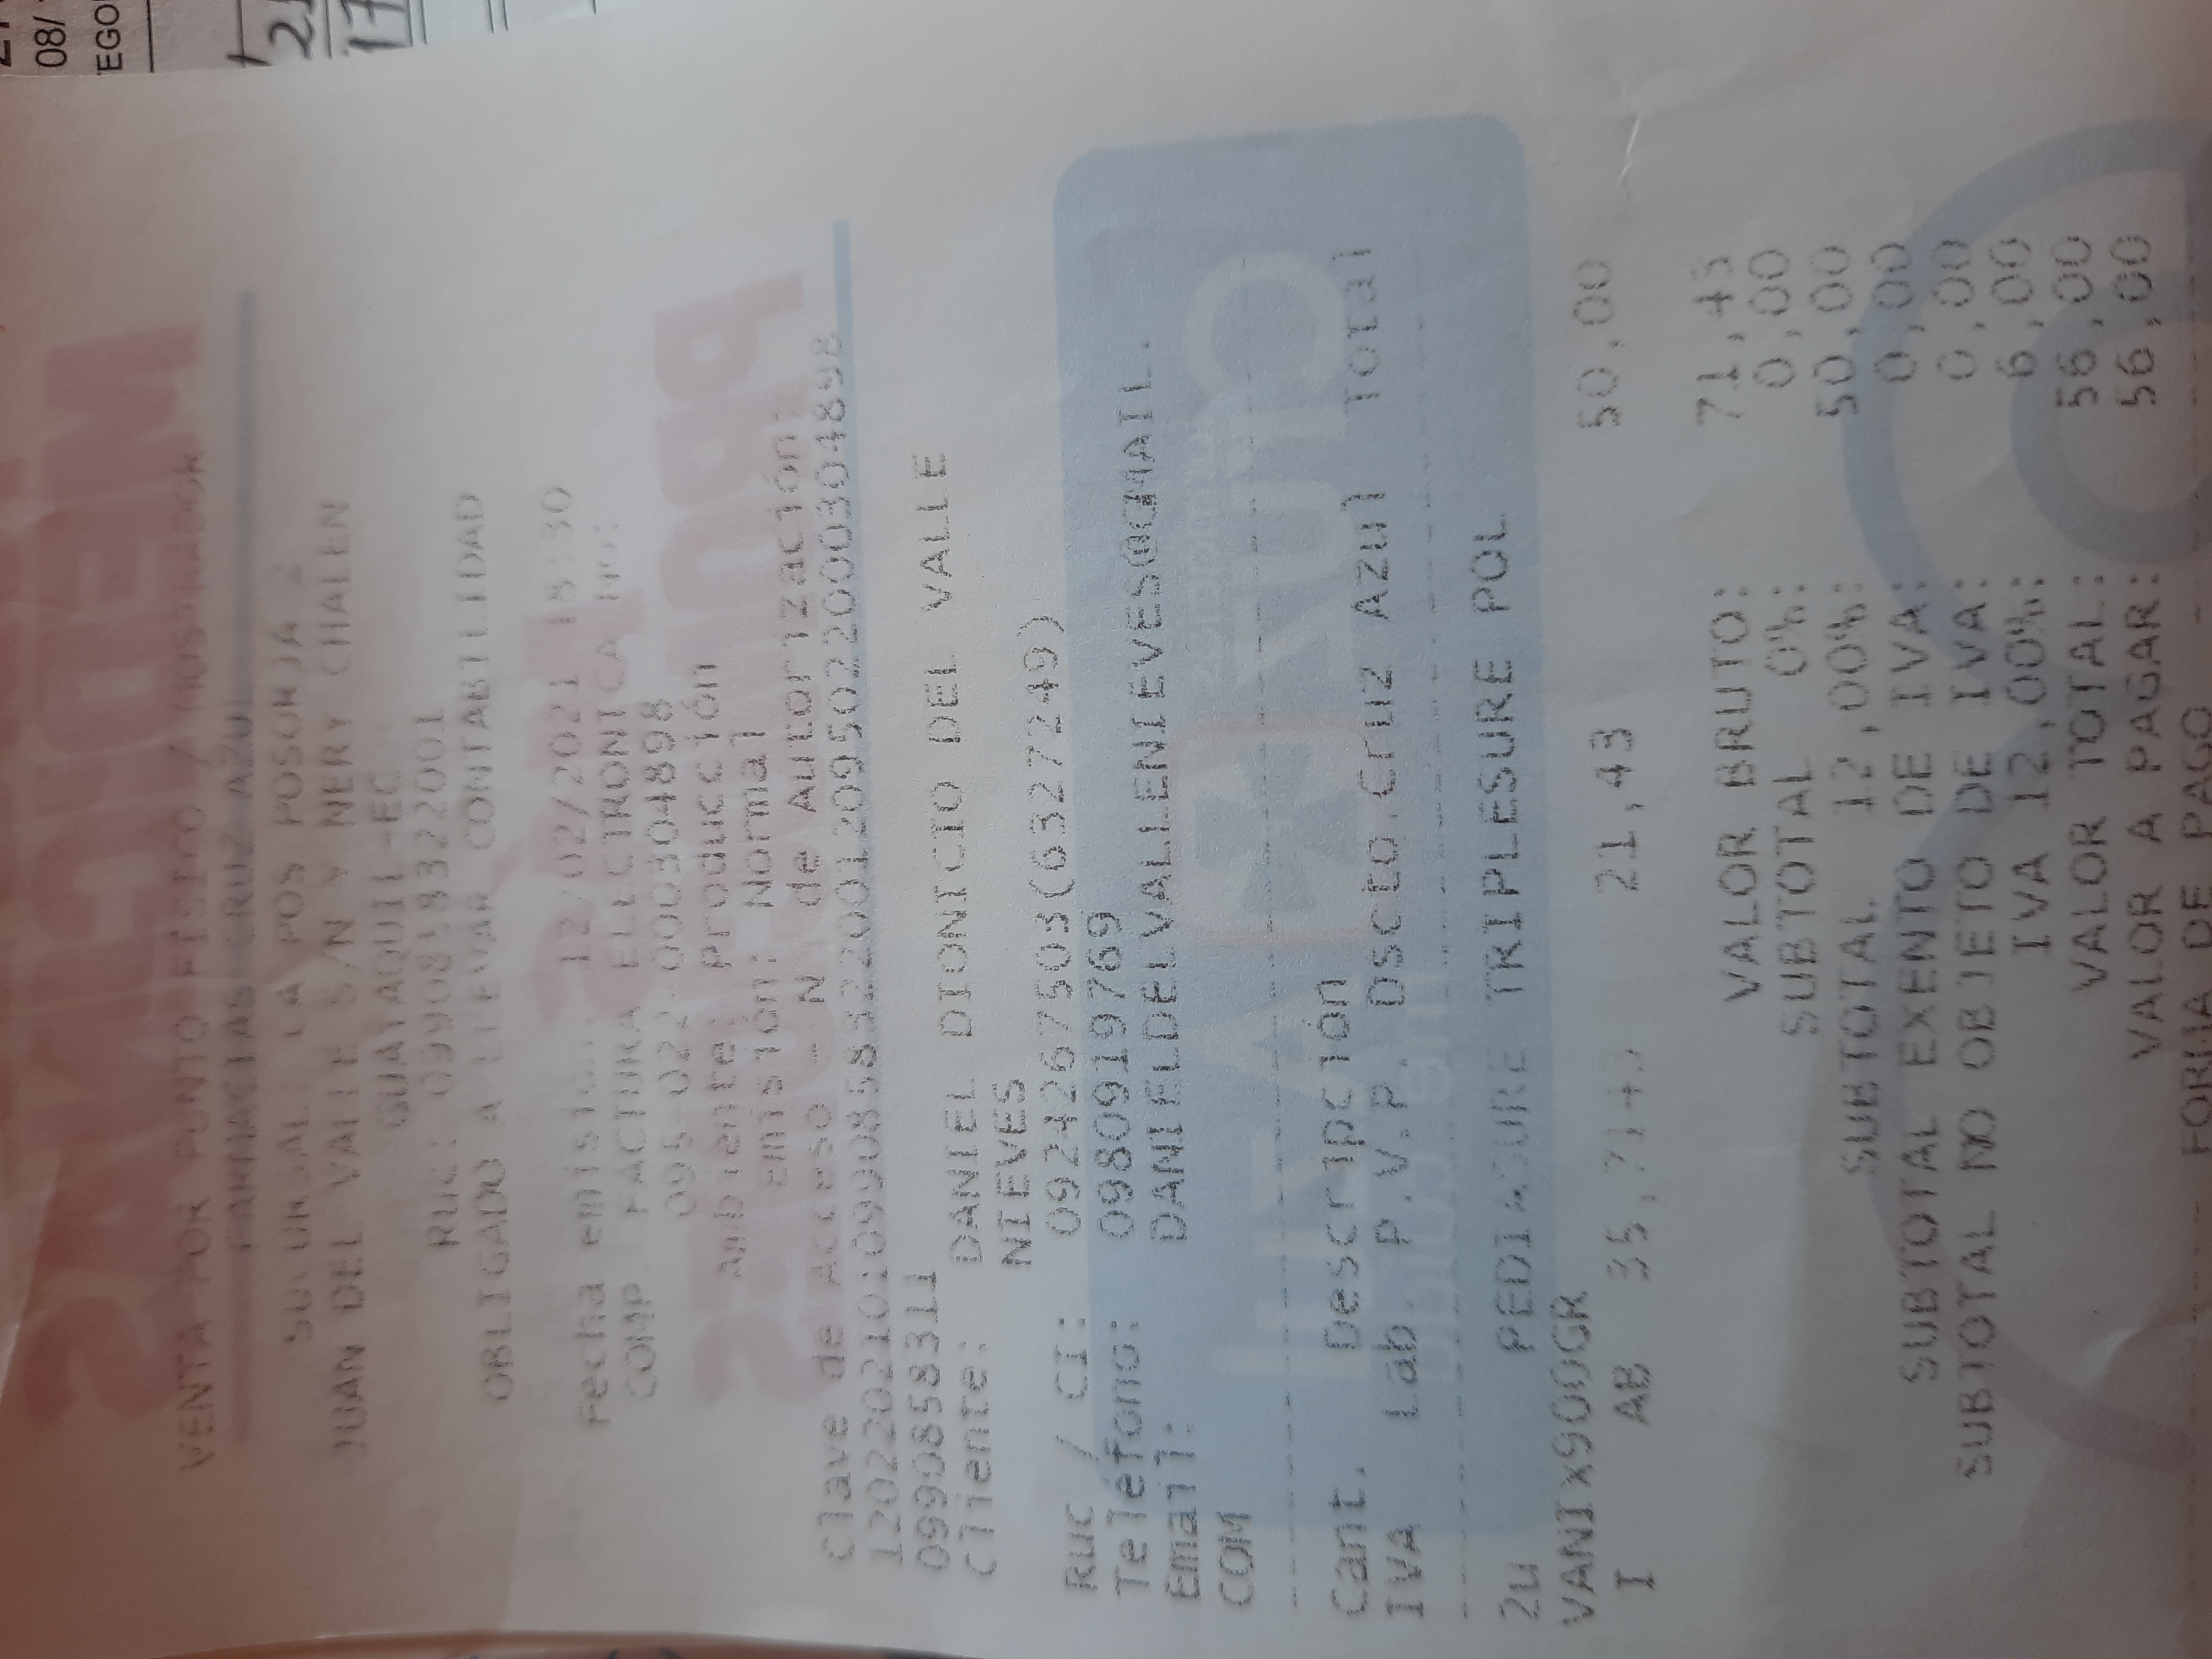 VENTA POR PUNTO FISICO / MOSTRADOR
FARMACIAS CRUZ AZUL
SUCURSAL: CA POS POSORJA 2
JUAN DEL VALLE S/N Y NERY CHALEN
GUAYAQUIL-EC
Ruc: 0990858322001
OBLIGADO A LLEVAR CONTABILIDAD
Fecha emisión: 12/02/2021 18:30
COMP. FACTURA ELECTRONICA No:
095-022-000304898
Ambiente: Producción
Emisión: Normal
Clave de Acceso - N de Autorización:
120220210109908583220012095022000304898
0990858311
Cliente: DANIEL DIONICIO DEL VALLE
NIEVES
Ruc / CI: 0924267503(6327249)
Teléfono: 0980919769
Email: DANIELDELVALLENIEVES@GMAIL.
COM
Cant. Descripción
IVA Lab. P.V.P. Dscto.Cruz Azul Total
2u PEDIASURE TRIPLESURE POL
VANIx900GR
I AB 35,7143 21,43 50,00
VALOR BRUTO: 71,43
SUBTOTAL 0%: 0,00
SUBTOTAL 12,00%: 50,00
SUBTOTAL EXENTO DE IVA: 0,00
SUBTOTAL NO OBJETO DE IVA: 0,00
IVA 12,00%: 6,00
VALOR TOTAL: 56,00
VALOR A PAGAR: 56,00
FORMA DE PAGO
08/